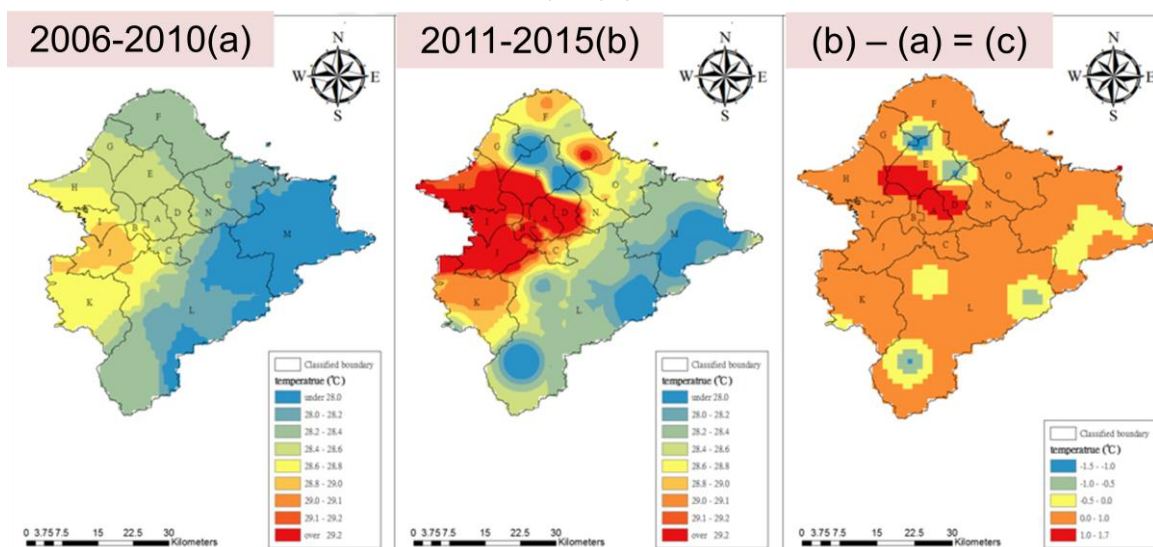 2006-2010(a)
2011-2015(b)
(b) – (a) = (c)
N
W E
S
F
G
E
H
O
I
B
A
D
N
M
J
C
K
L
Classified boundary
temperatrue (°C)
under 28.0
28.0 - 28.2
28.2 - 28.4
28.4 - 28.6
28.6 - 28.8
28.8 - 29.0
29.0 - 29.1
29.1 - 29.2
over 29.2
0 3.75 7.5 15 22.5 30
Kilometers
N
W E
S
F
G
E
H
O
I
A
D
N
M
J
C
K
L
Classified boundary
temperatrue (°C)
under 28.0
28.0 - 28.2
28.2 - 28.4
28.4 - 28.6
28.6 - 28.8
28.8 - 29.0
29.0 - 29.1
29.1 - 29.2
over 29.2
0 3.75 7.5 15 22.5 30
Kilometers
N
W E
S
F
G
E
H
O
I
B
D
N
M
J
C
K
L
Classified boundary
temperatrue (°C)
-1.5 - -1.0
-1.0 - -0.5
-0.5 - 0.0
0.0 - 1.0
1.0 - 1.7
0 3.75 7.5 15 22.5 30
Kilometers